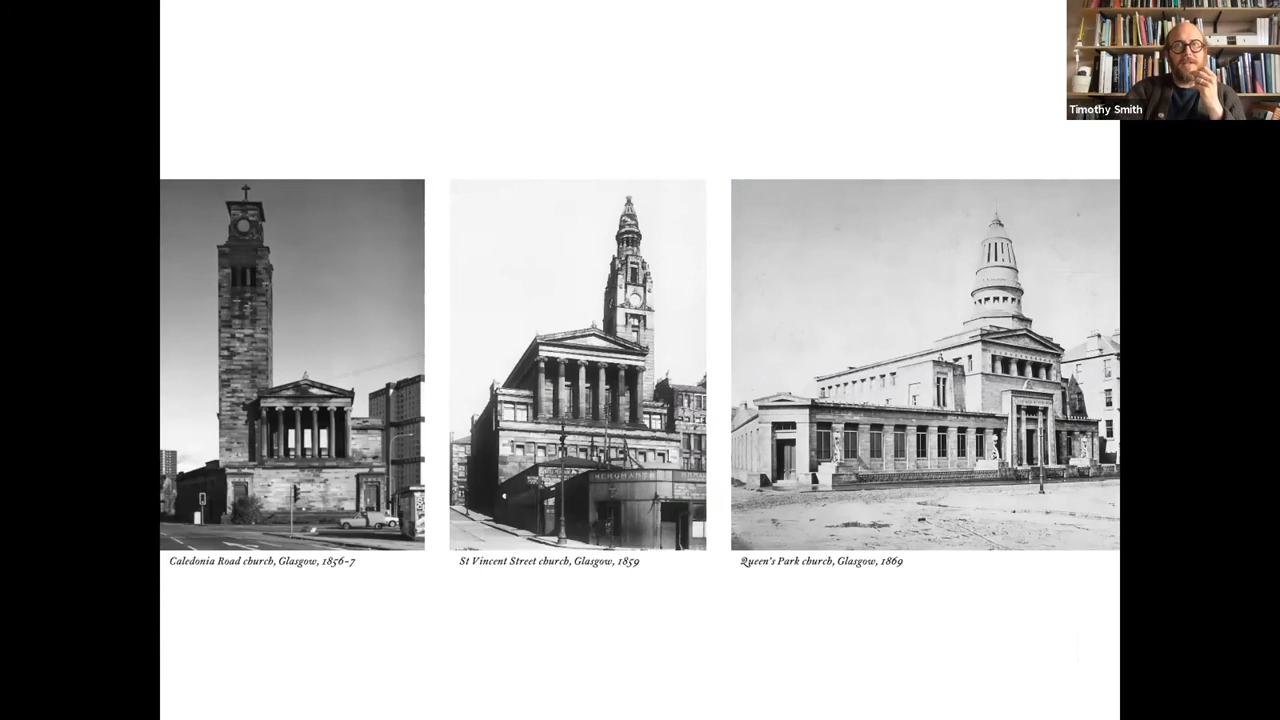 Timothy Smith
Caledonia Road church, Glasgow, 1856-7
St Vincent Street church, Glasgow, 1859
Queen's Park church, Glasgow, 1869